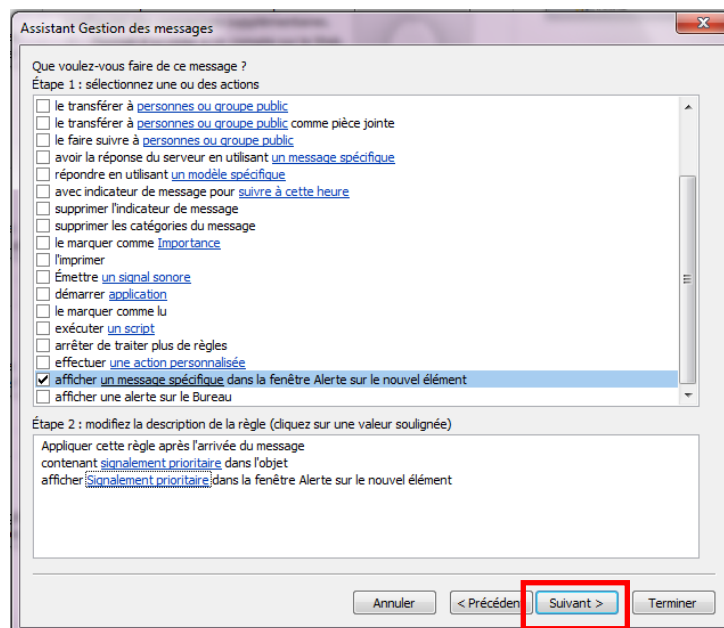 Assistant Gestion des messages
Que voulez-vous faire de ce message ?
Étape 1 : sélectionnez une ou des actions
le transférer à personnes ou groupe public
le transférer à personnes ou groupe public comme pièce jointe
le faire suivre à personnes ou groupe public
avoir la réponse du serveur en utilisant un message spécifique
répondre en utilisant un modèle spécifique
avec indicateur de message pour suivre à cette heure
supprimer l'indicateur de message
supprimer les catégories du message
le marquer comme Importance
l'imprimer
Émettre un signal sonore
démarrer application
le marquer comme lu
exécuter un script
arrêter de traiter plus de règles
effectuer une action personnalisée
afficher un message spécifique dans la fenêtre Alerte sur le nouvel élément
afficher une alerte sur le Bureau
Étape 2 : modifiez la description de la règle (cliquez sur une valeur soulignée)
Appliquer cette règle après l'arrivée du message
contenant signalement prioritaire dans l'objet
afficher Signalement prioritaire dans la fenêtre Alerte sur le nouvel élément
Annuler < Précéden Suivant > Terminer